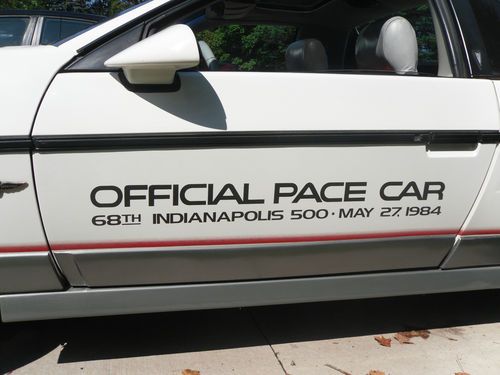 OFFICIAL PACE CAR
68TH INDIANAPOLIS 500 · MAY 27, 1984